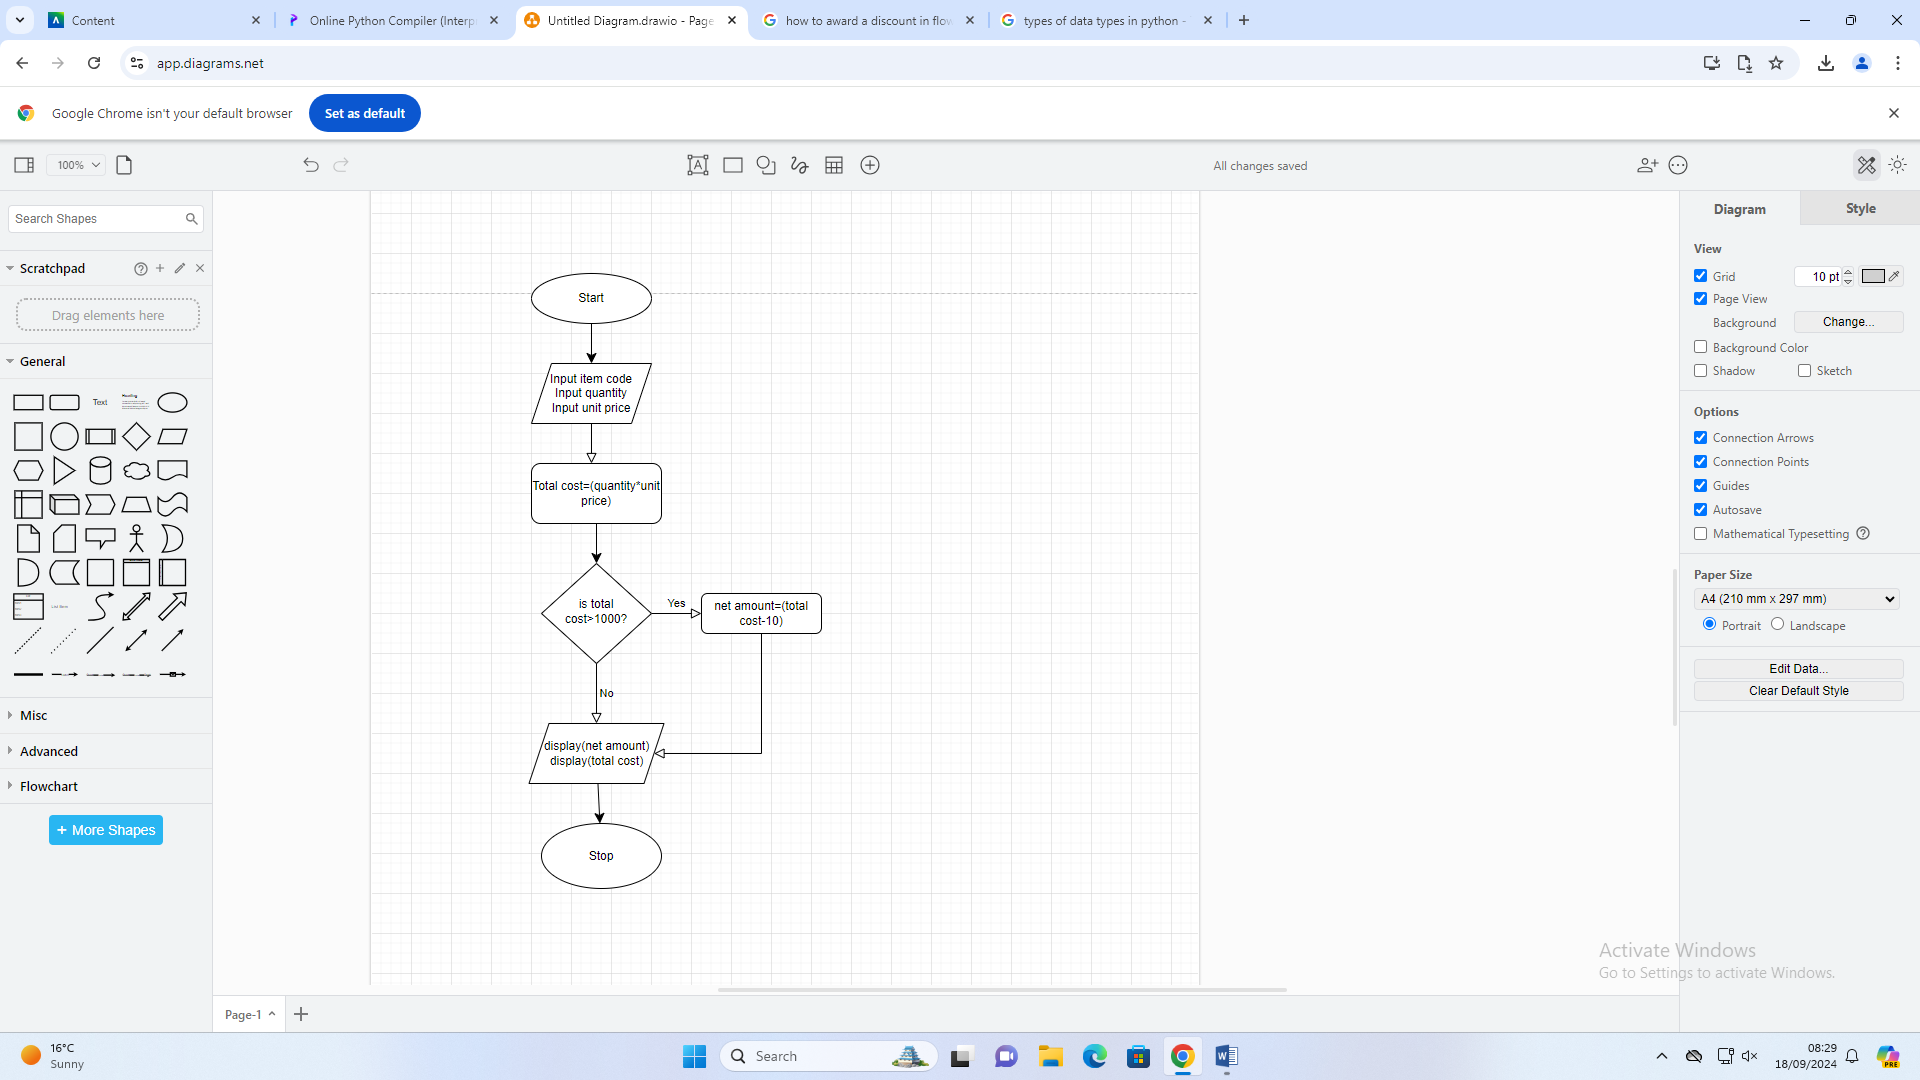 Content
Online Python Compiler (Interp
Untitled Diagram.drawio - Page
how to award a discount in flow
types of data types in python -
app.diagrams.net
Google Chrome isn't your default browser
Set as default
100%
All changes saved
Search Shapes
Scratchpad
Drag elements here
General
Text
Heading
List Item
Misc
Advanced
Flowchart
+ More Shapes
Start
Input item code
Input quantity
Input unit price
Total cost=(quantity*unit
price)
is total
cost>1000?
Yes
net amount=(total
cost-10)
No
display(net amount)
display(total cost)
Stop
Diagram
Style
View
Grid
10 pt
Page View
Background
Change...
Background Color
Shadow
Sketch
Options
Connection Arrows
Connection Points
Guides
Autosave
Mathematical Typesetting
Paper Size
A4 (210 mm x 297 mm)
Portrait
Landscape
Edit Data...
Clear Default Style
Activate Windows
Go to Settings to activate Windows.
Page-1
16°C
Sunny
Search
08:29
18/09/2024
PRE